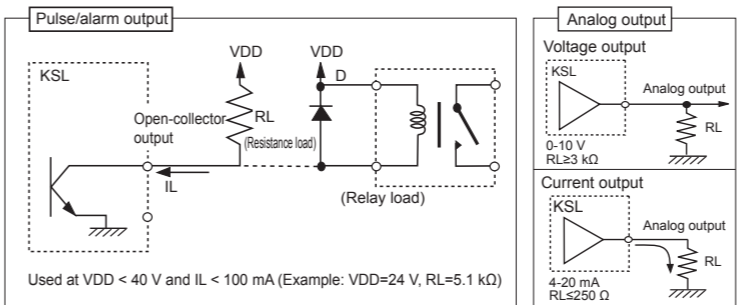 Pulse/alarm output
KSL
VDD
VDD
D
RL
Open-collector
output
(Resistance load)
IL
(Relay load)
Used at VDD < 40 V and IL < 100 mA (Example: VDD=24 V, RL=5.1 kΩ)
Analog output
Voltage output
KSL
Analog output
RL
0-10 V
RL≥3 kΩ
Current output
KSL
Analog output
RL
4-20 mA
RL≤250 Ω